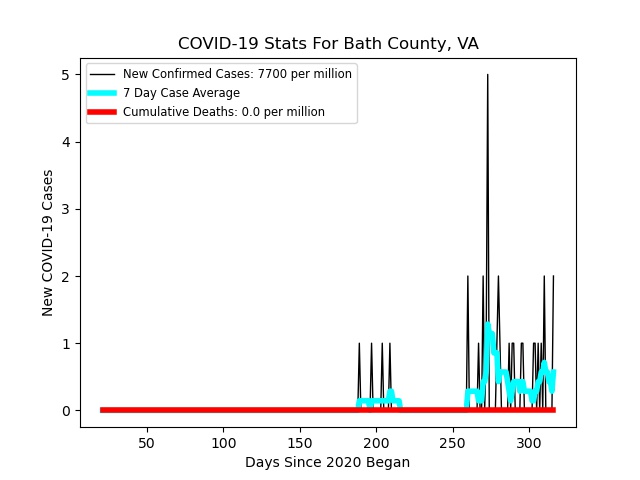 COVID-19 Stats For Bath County, VA
New Confirmed Cases: 7700 per million
7 Day Case Average
Cumulative Deaths: 0.0 per million
New COVID-19 Cases
5
4
3
2
1
0
50 100 150 200 250 300
Days Since 2020 Began